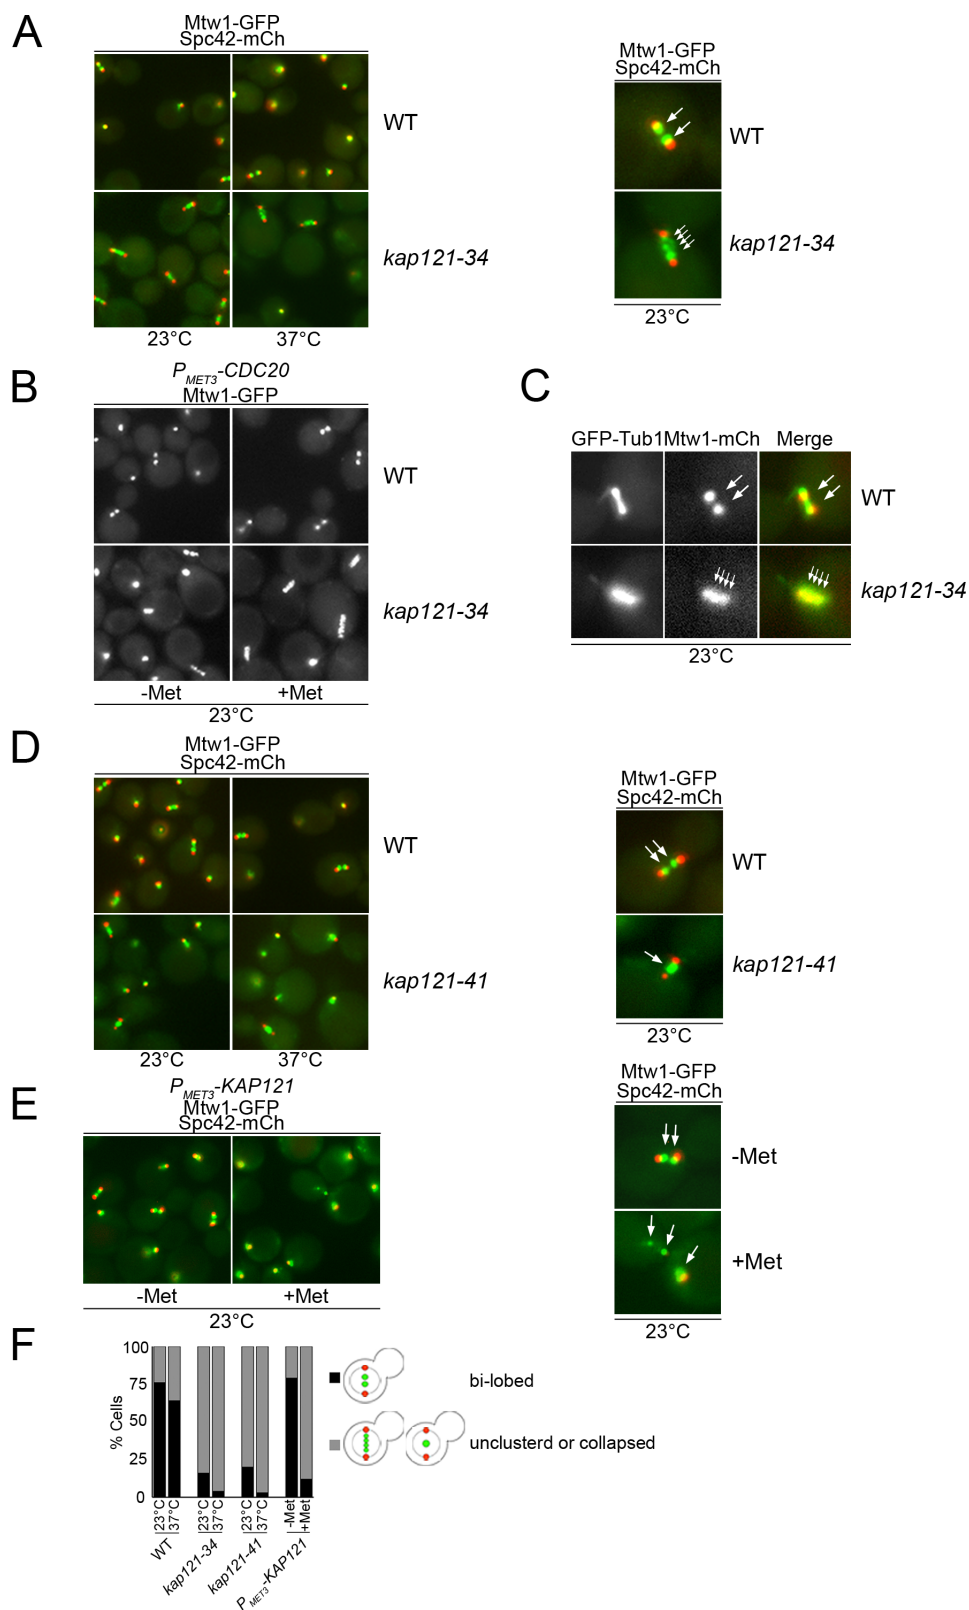 A
Mtw1-GFP
Spc42-mCh
WT
kap121-34
23°C 37°C
Mtw1-GFP
Spc42-mCh
WT
kap121-34
23°C
B
PMET3-CDC20
Mtw1-GFP
WT
kap121-34
-Met +Met
23°C
C
GFP-Tub1 Mtw1-mCh Merge
WT
kap121-34
23°C
D
Mtw1-GFP
Spc42-mCh
WT
kap121-41
23°C 37°C
Mtw1-GFP
Spc42-mCh
WT
kap121-41
23°C
E
PMET3-KAP121
Mtw1-GFP
Spc42-mCh
-Met +Met
23°C
Mtw1-GFP
Spc42-mCh
-Met
+Met
23°C
F
% Cells
100
75
50
25
0
23°C 37°C 23°C 37°C 23°C 37°C -Met +Met
WT kap121-34 kap121-41 PMET3-KAP121
bi-lobed
unclusterd or collapsed